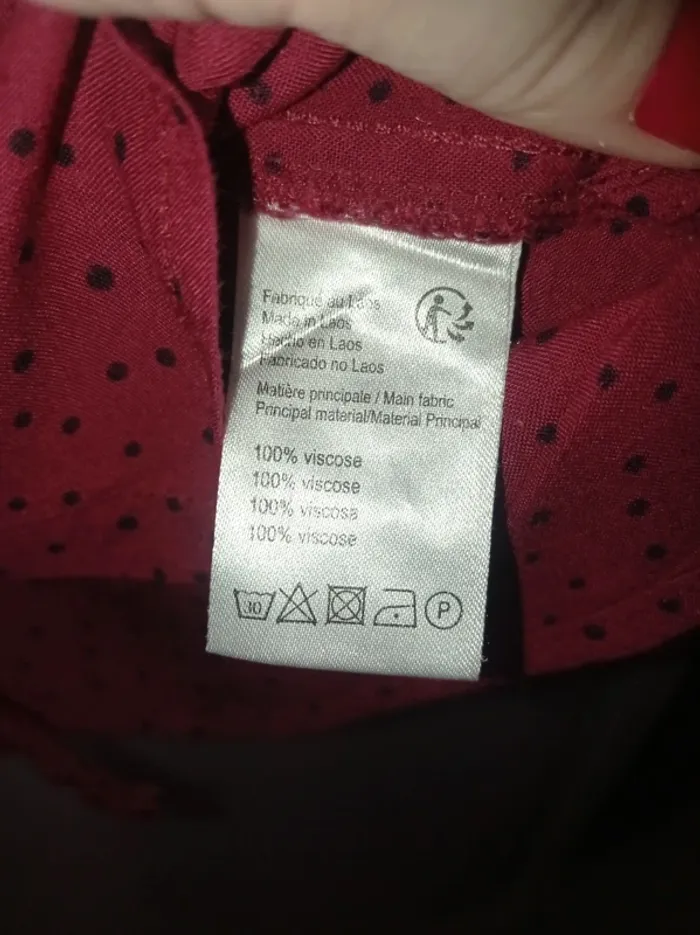 Fabriqué au Laos
Made in Laos
Hecho en Laos
Fabricado no Laos
Matière principale / Main fabric
Principal material/Material Principal
100% viscose
100% viscose
100% viscosa
100% viscose
30
P